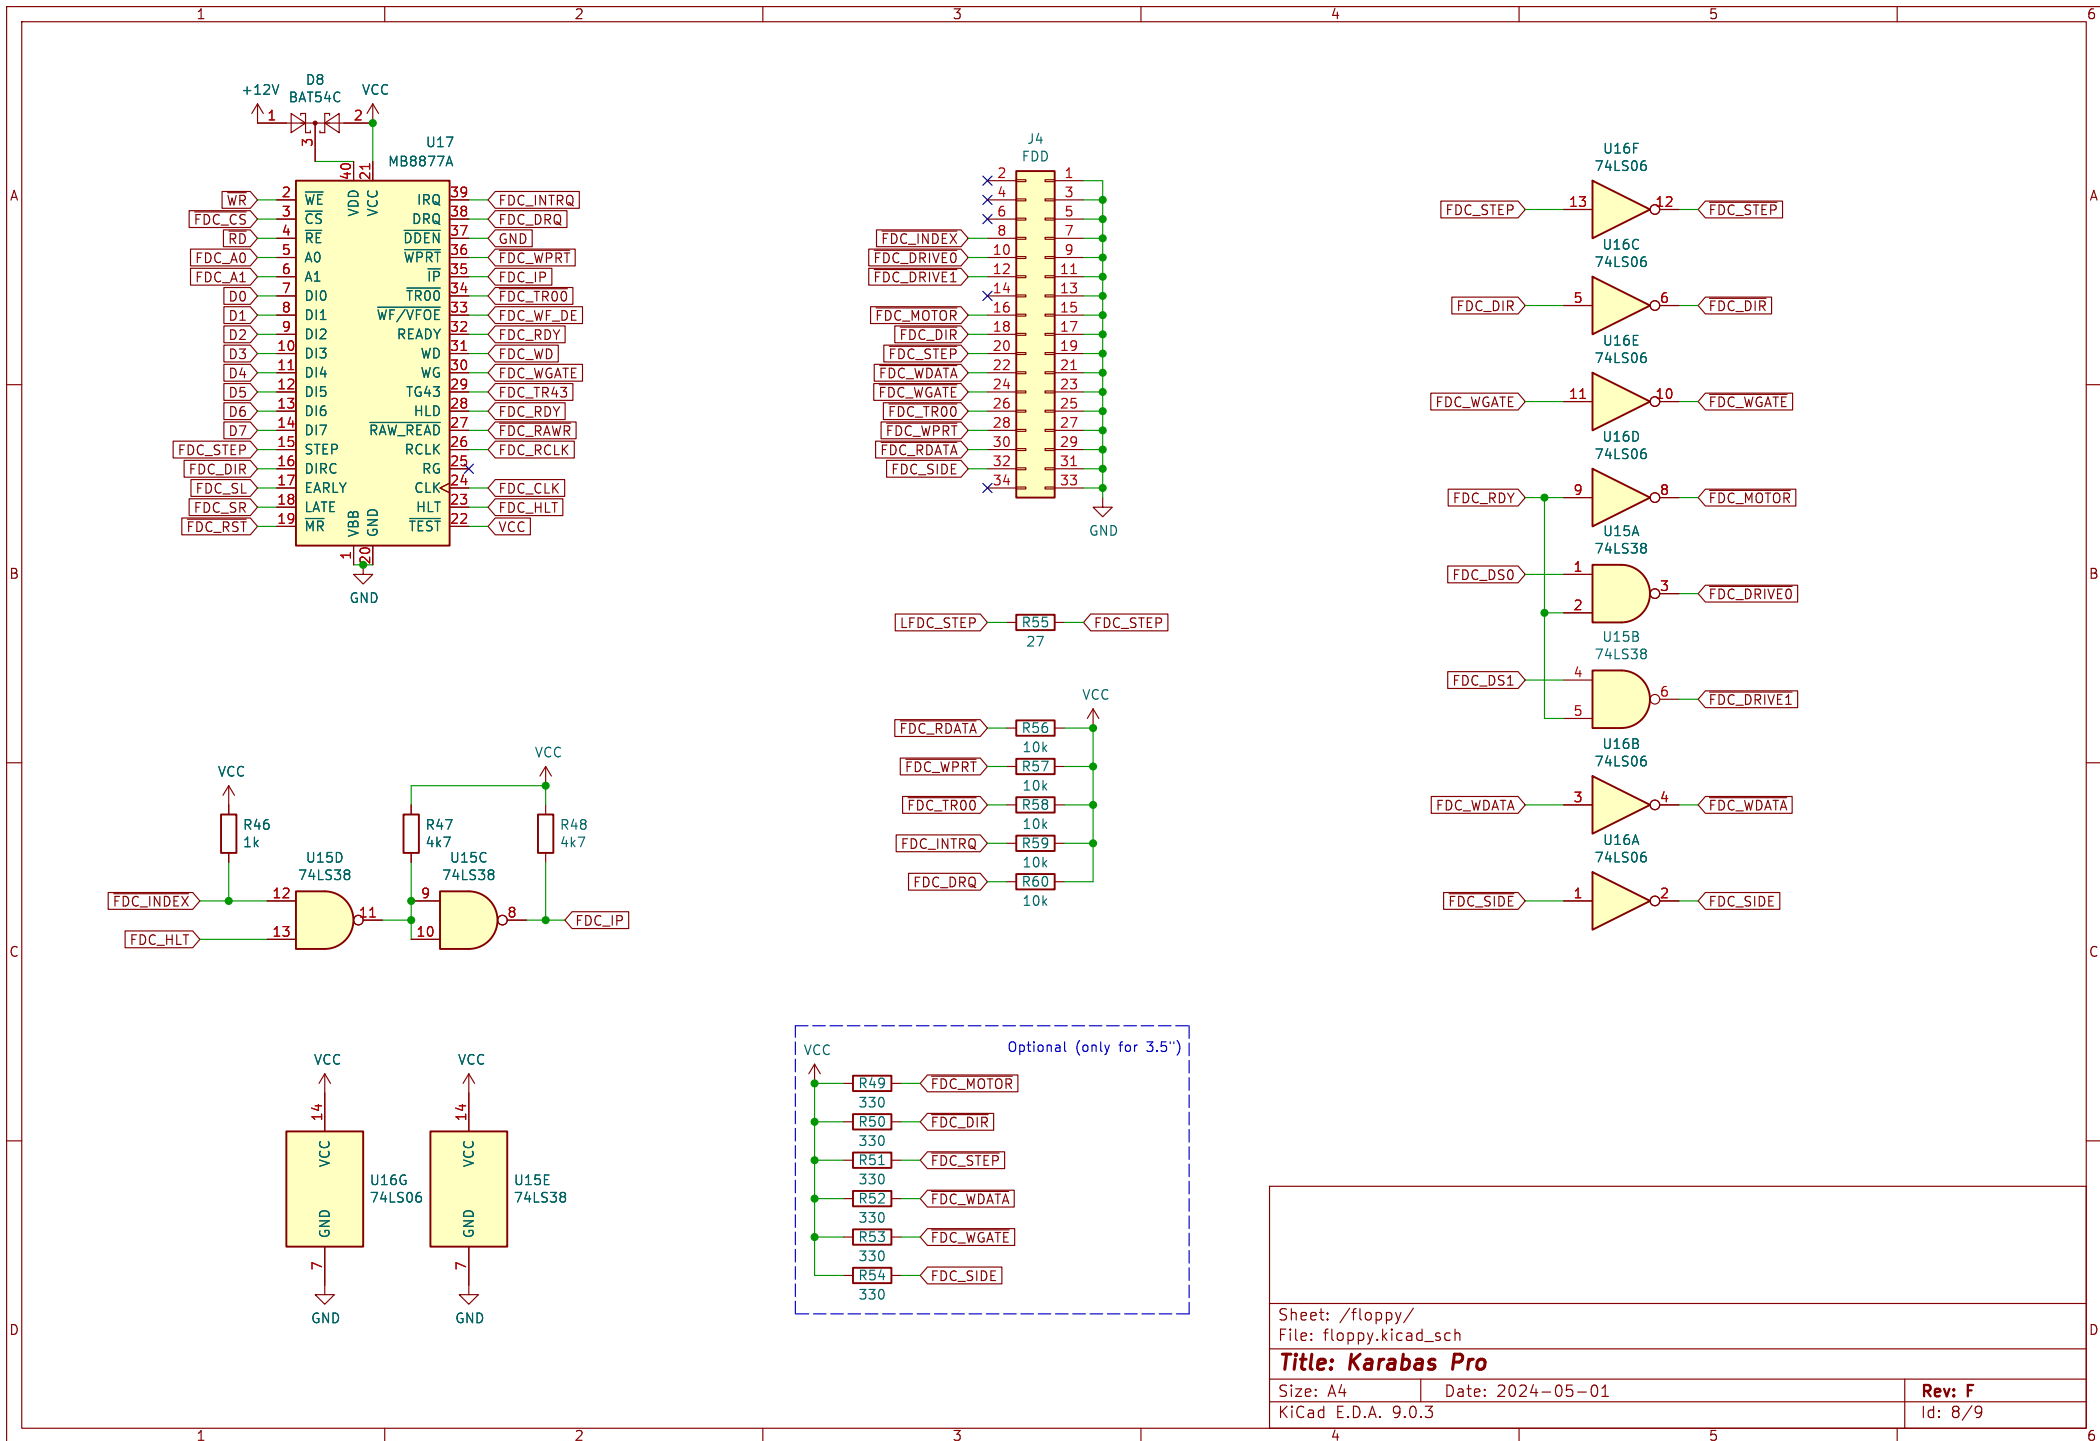 1 2 3 4 5 6
A
B
C
D
+12V
D8
BAT54C
VCC
1
2
3
U17
MB8877A
40 21
VDD VCC
WR 2 WE
FDC_CS 3 CS
RD 4 RE
FDC_A0 5 A0
FDC_A1 6 A1
D0 7 DI0
D1 8 DI1
D2 9 DI2
D3 10 DI3
D4 11 DI4
D5 12 DI5
D6 13 DI6
D7 14 DI7
FDC_STEP 15 STEP
FDC_DIR 16 DIRC
FDC_SL 17 EARLY
FDC_SR 18 LATE
FDC_RST 19 MR
IRQ 39 FDC_INTRQ
DRQ 38 FDC_DRQ
DDEN 37 GND
WPRT 36 FDC_WPRT
IP 35 FDC_IP
TR00 34 FDC_TR00
WF/VFOE 33 FDC_WF_DE
READY 32 FDC_RDY
WD 31 FDC_WD
WG 30 FDC_WGATE
TG43 29 FDC_TR43
HLD 28 FDC_RDY
RAW_READ 27 FDC_RAWR
RCLK 26 FDC_RCLK
RG 25
CLK 24 FDC_CLK
HLT 23 FDC_HLT
TEST 22 VCC
VBB GND
1 20
GND
J4
FDD
2 1
4 3
6 5
FDC_INDEX 8 7
FDC_DRIVE0 10 9
FDC_DRIVE1 12 11
14 13
FDC_MOTOR 16 15
FDC_DIR 18 17
FDC_STEP 20 19
FDC_WDATA 22 21
FDC_WGATE 24 23
FDC_TR00 26 25
FDC_WPRT 28 27
FDC_RDATA 30 29
FDC_SIDE 32 31
34 33
GND
LFDC_STEP R55 FDC_STEP
27
VCC
FDC_RDATA R56
10k
FDC_WPRT R57
10k
FDC_TR00 R58
10k
FDC_INTRQ R59
10k
FDC_DRQ R60
10k
U16F
74LS06
FDC_STEP 13 12 FDC_STEP
U16C
74LS06
FDC_DIR 5 6 FDC_DIR
U16E
74LS06
FDC_WGATE 11 10 FDC_WGATE
U16D
74LS06
FDC_RDY 9 8 FDC_MOTOR
U15A
74LS38
FDC_DS0 1
2
3 FDC_DRIVE0
U15B
74LS38
FDC_DS1 4
5
6 FDC_DRIVE1
U16B
74LS06
FDC_WDATA 3 4 FDC_WDATA
U16A
74LS06
FDC_SIDE 1 2 FDC_SIDE
VCC
VCC
R46
1k
R47
4k7
R48
4k7
U15D
74LS38
U15C
74LS38
FDC_INDEX 12
FDC_HLT 13
11
9
10
8
FDC_IP
VCC
14
VCC
GND
7
GND
U16G
74LS06
VCC
14
VCC
GND
7
GND
U15E
74LS38
Optional (only for 3.5")
VCC
R49 FDC_MOTOR
330
R50 FDC_DIR
330
R51 FDC_STEP
330
R52 FDC_WDATA
330
R53 FDC_WGATE
330
R54 FDC_SIDE
330
Sheet: /floppy/
File: floppy.kicad_sch
Title: Karabas Pro
Size: A4 Date: 2024-05-01 Rev: F
KiCad E.D.A. 9.0.3 Id: 8/9
A
B
C
D
1 2 3 4 5 6